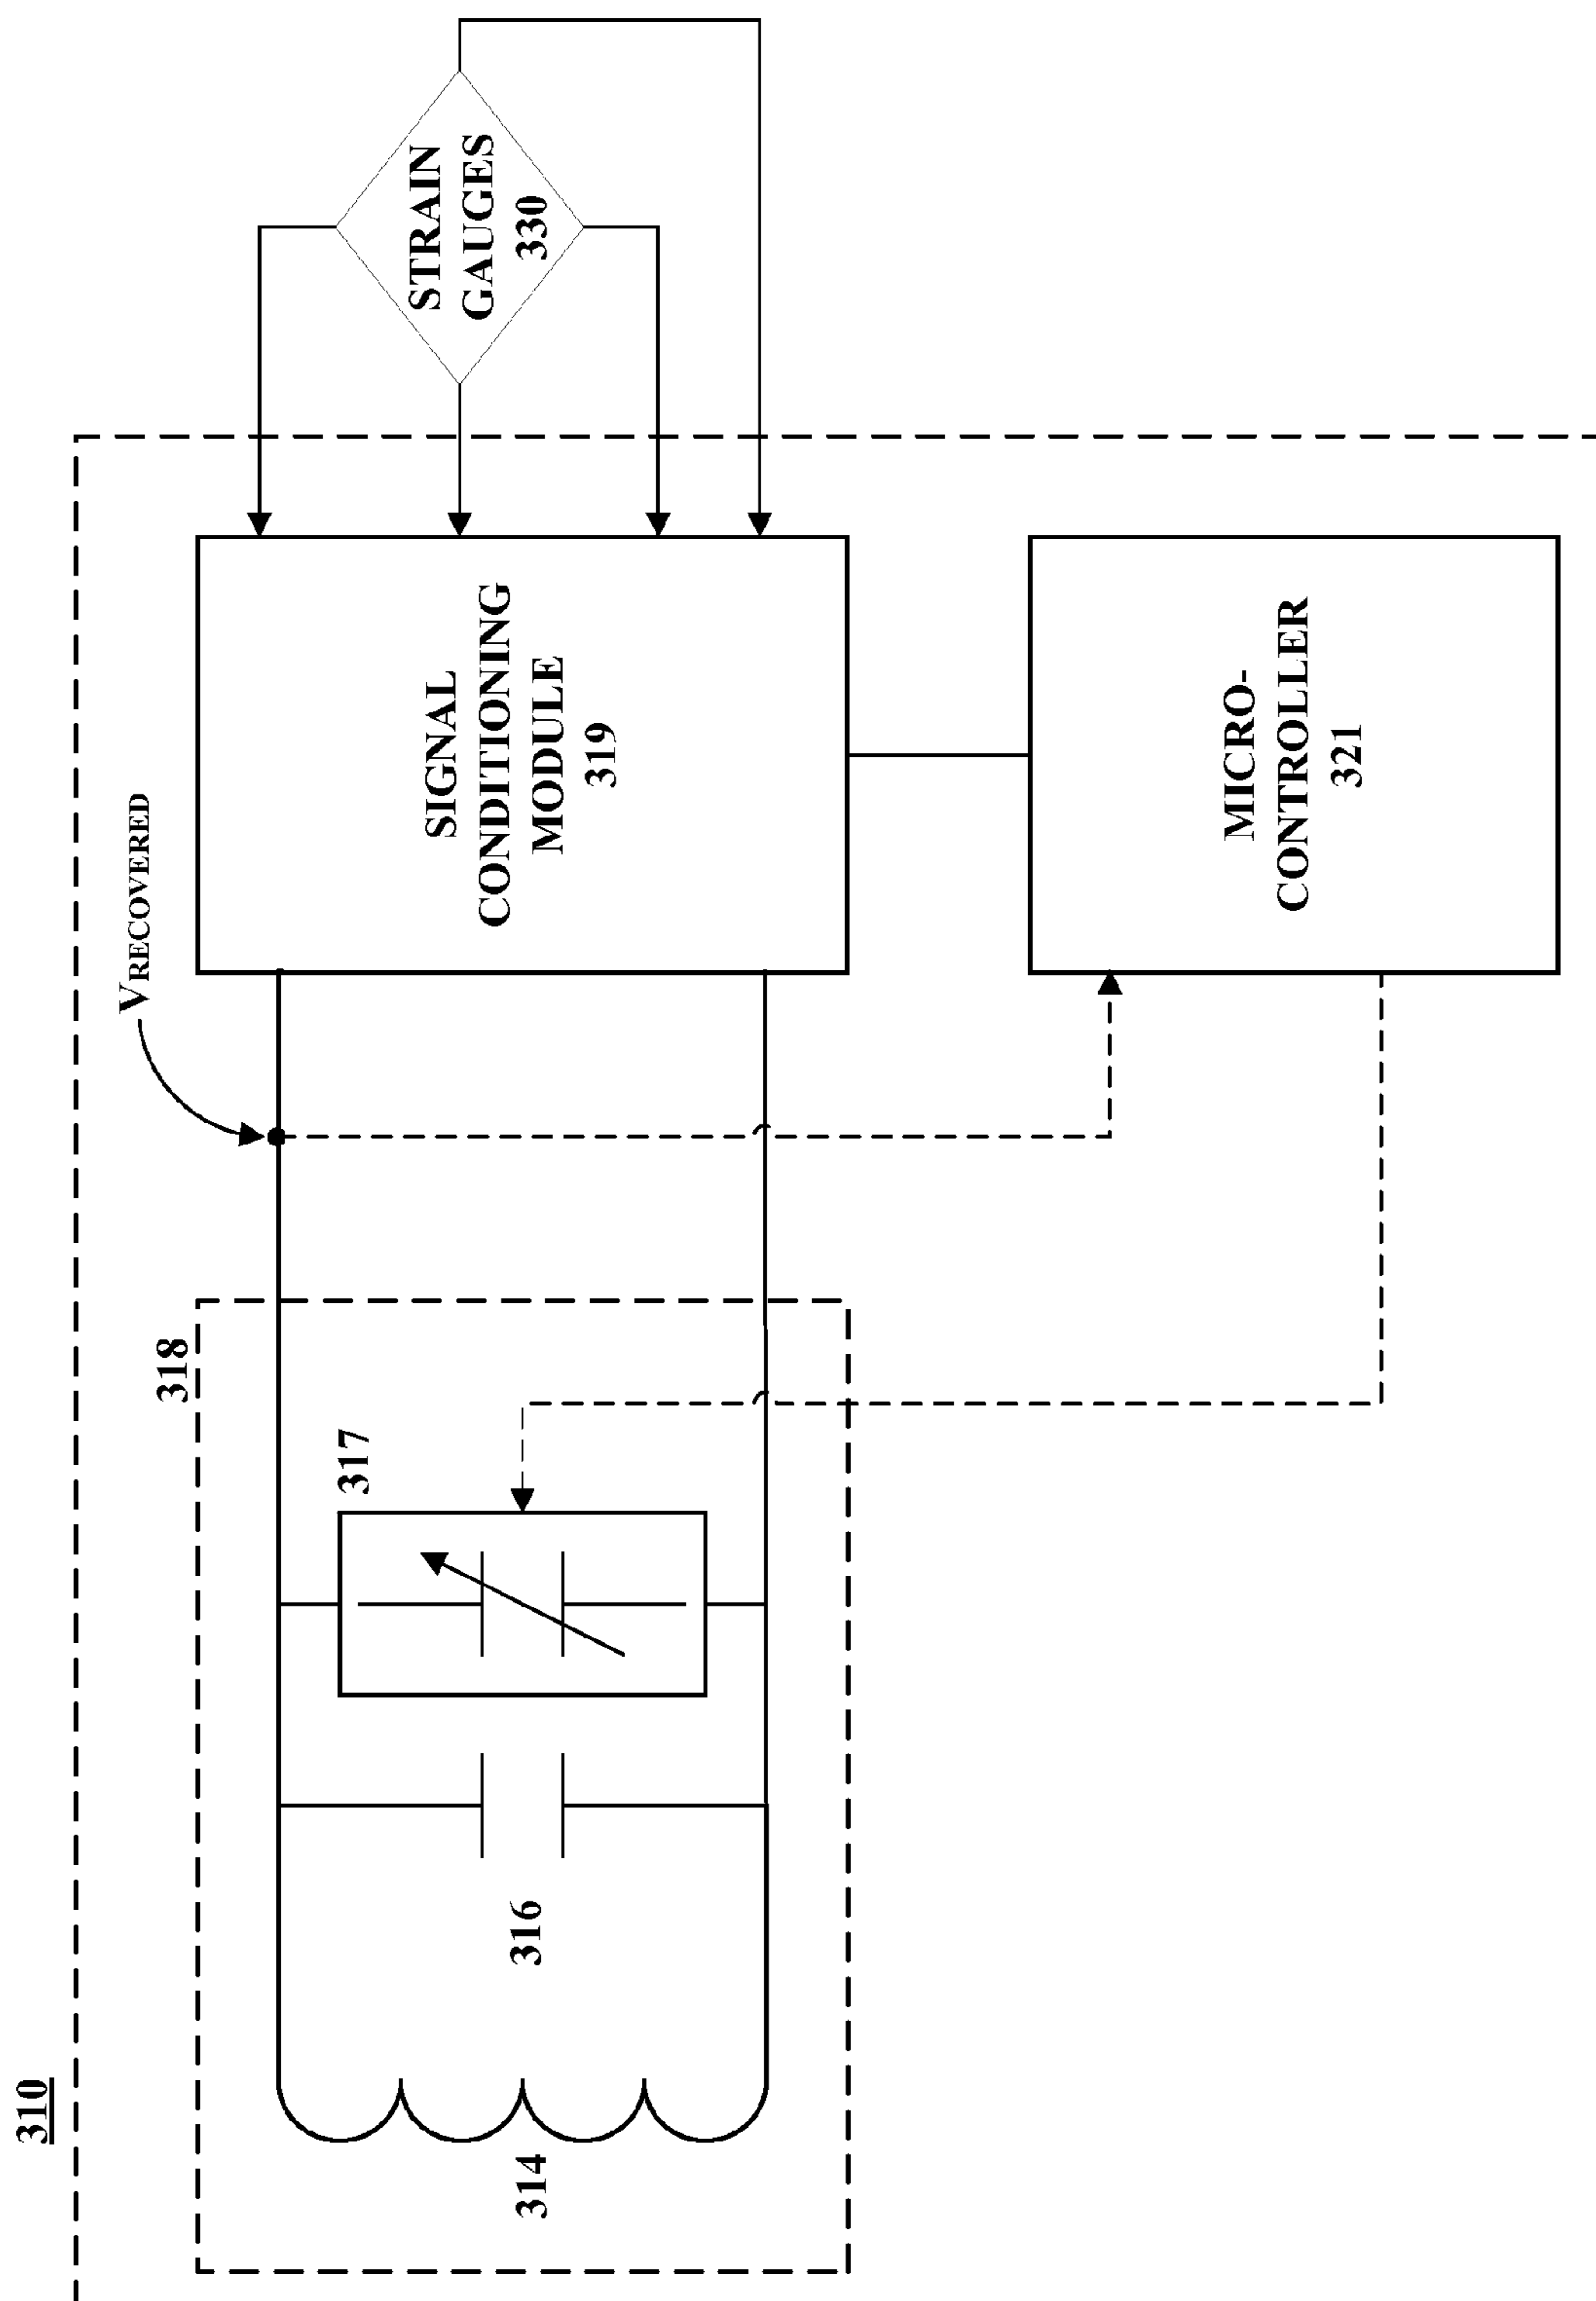 310
318
VRECOVERED
317
314
316
SIGNAL
CONDITIONING
MODULE
319
STRAIN
GAUGES
330
MICRO-
CONTROLLER
321